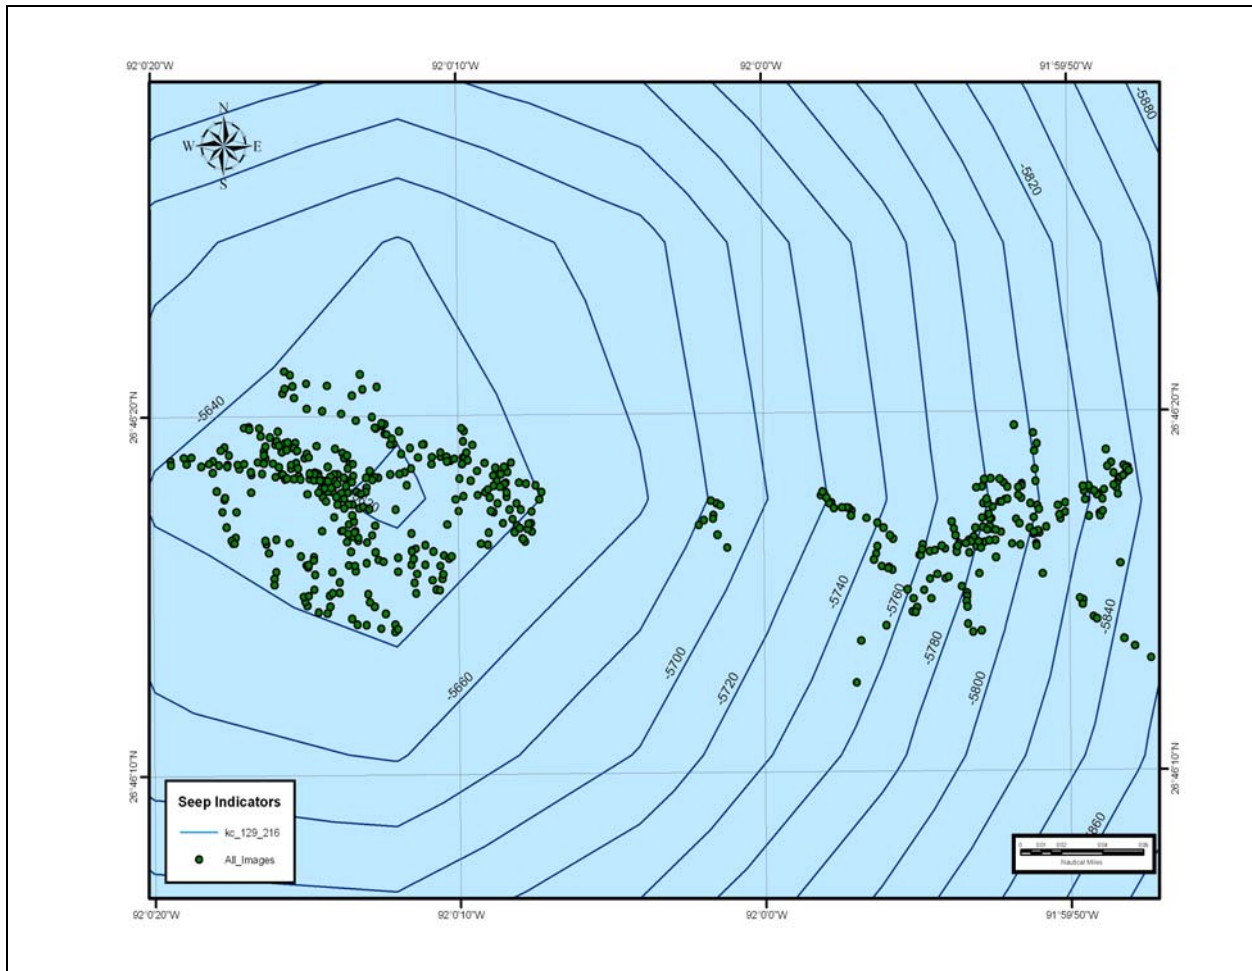 92°0'20"W 92°0'10"W 92°0'0"W 91°59'50"W
N
W E
S
-5880
-5820
-5640
26°46'20"N 26°46'20"N
-5740
-5760
-5840
-5780
-5700
-5660
-5720
-5800
26°46'10"N 26°46'10"N
Seep Indicators
kc_129_216
All_Images
Nautical Miles
92°0'20"W 92°0'10"W 92°0'0"W 91°59'50"W